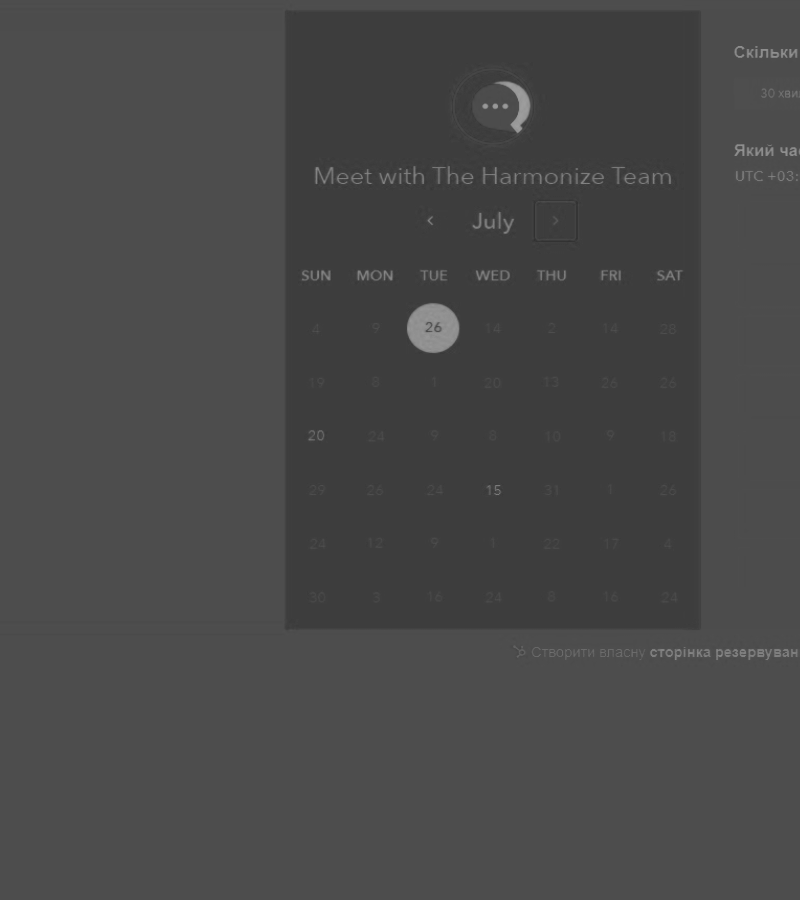 Скільки
30 хви
Meet with The Harmonize Team
Який ча
UTC +03:
July
SUN MON TUE WED THU FRI SAT
4 9 26 14 2 14 28
19 8 1 20 13 26 26
20 24 9 8 10 9 18
29 26 24 15 31 1 26
24 12 9 1 22 17 4
30 3 16 24 8 16 24
Створити власну сторінка резервуван